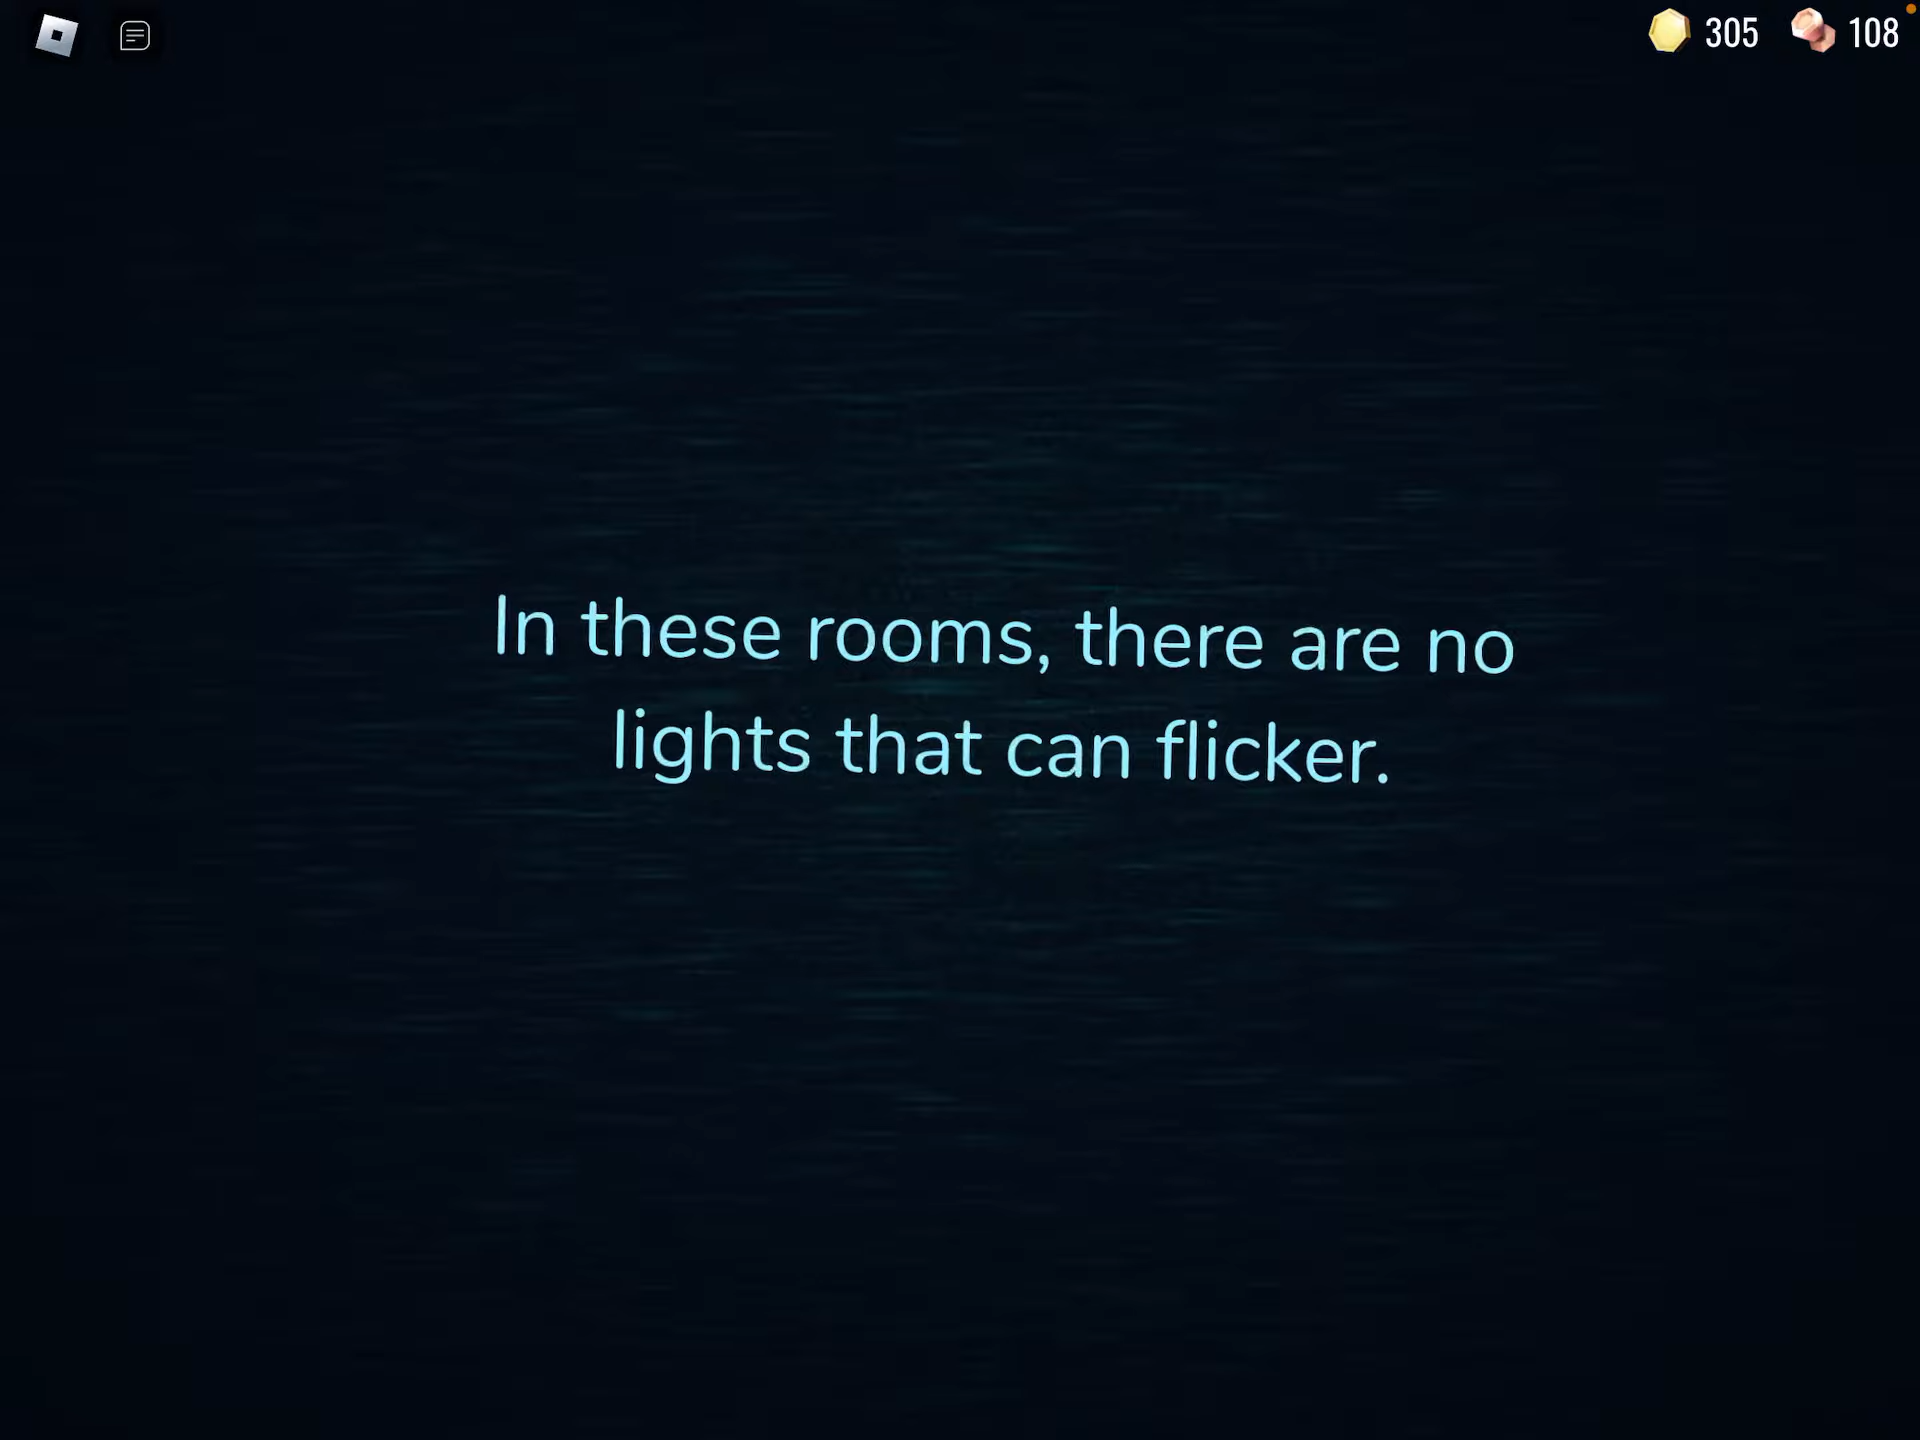 305 108
In these rooms, there are no
lights that can flicker.